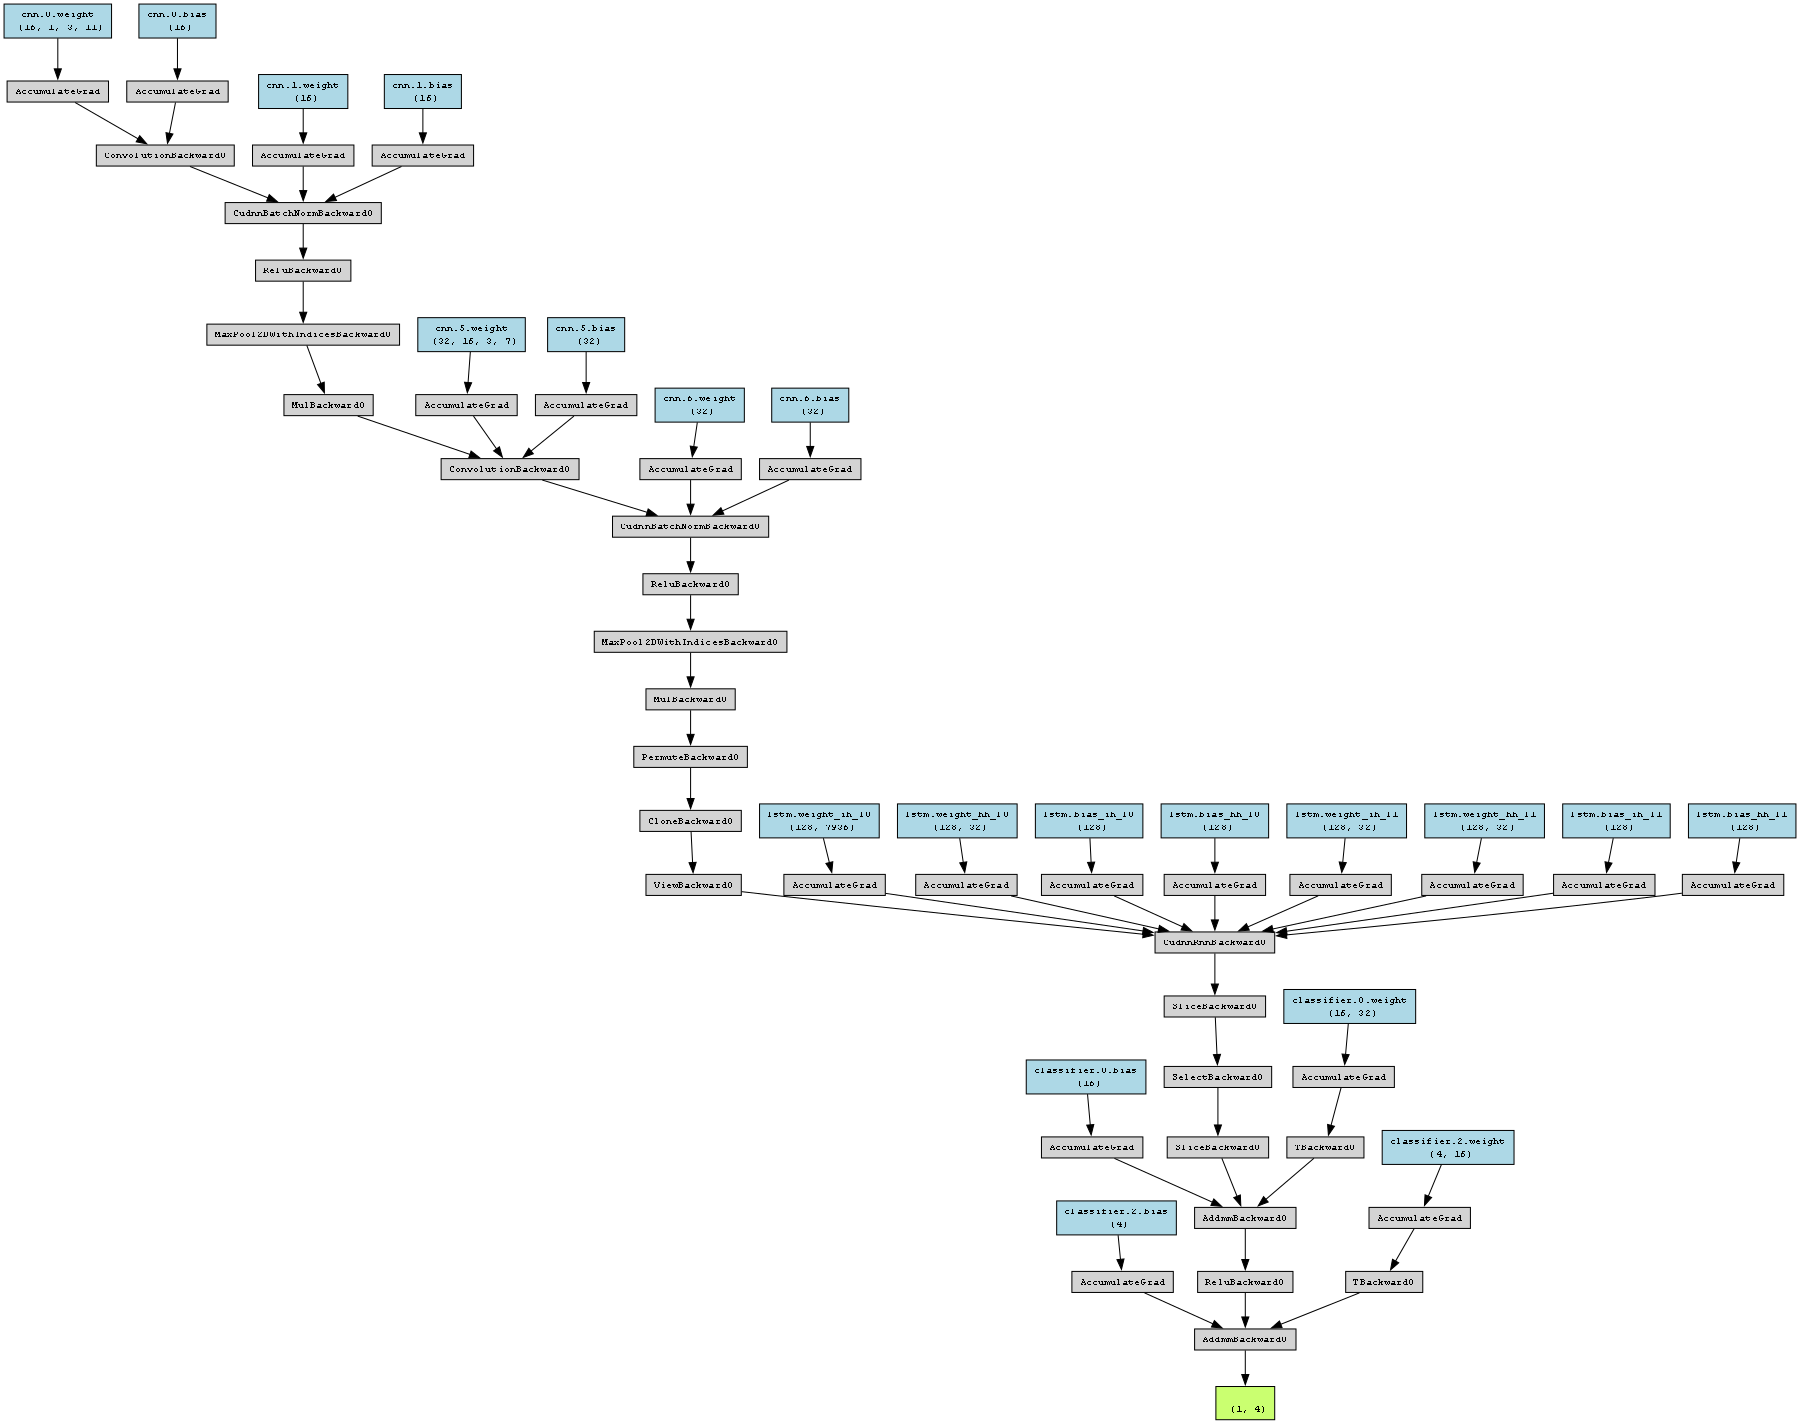 cnn.0.weight
(16, 1, 3, 11)
cnn.0.bias
(16)
AccumulateGrad
AccumulateGrad
cnn.1.weight
(16)
cnn.1.bias
(16)
ConvolutionBackward0
AccumulateGrad
AccumulateGrad
CudnnBatchNormBackward0
ReluBackward0
MaxPool2DWithIndicesBackward0
cnn.5.weight
(32, 16, 3, 7)
cnn.5.bias
(32)
MulBackward0
AccumulateGrad
AccumulateGrad
cnn.6.weight
(32)
cnn.6.bias
(32)
ConvolutionBackward0
AccumulateGrad
AccumulateGrad
CudnnBatchNormBackward0
ReluBackward0
MaxPool2DWithIndicesBackward0
MulBackward0
PermuteBackward0
CloneBackward0
lstm.weight_ih_l0
(128, 7936)
lstm.weight_hh_l0
(128, 32)
lstm.bias_ih_l0
(128)
lstm.bias_hh_l0
(128)
lstm.weight_ih_l1
(128, 32)
lstm.weight_hh_l1
(128, 32)
lstm.bias_ih_l1
(128)
lstm.bias_hh_l1
(128)
ViewBackward0
AccumulateGrad
AccumulateGrad
AccumulateGrad
AccumulateGrad
AccumulateGrad
AccumulateGrad
AccumulateGrad
AccumulateGrad
CudnnRnnBackward0
SliceBackward0
classifier.0.weight
(16, 32)
classifier.0.bias
(16)
SelectBackward0
AccumulateGrad
AccumulateGrad
SliceBackward0
TBackward0
classifier.2.weight
(4, 16)
classifier.2.bias
(4)
AddmmBackward0
AccumulateGrad
AccumulateGrad
ReluBackward0
TBackward0
AddmmBackward0
(1, 4)